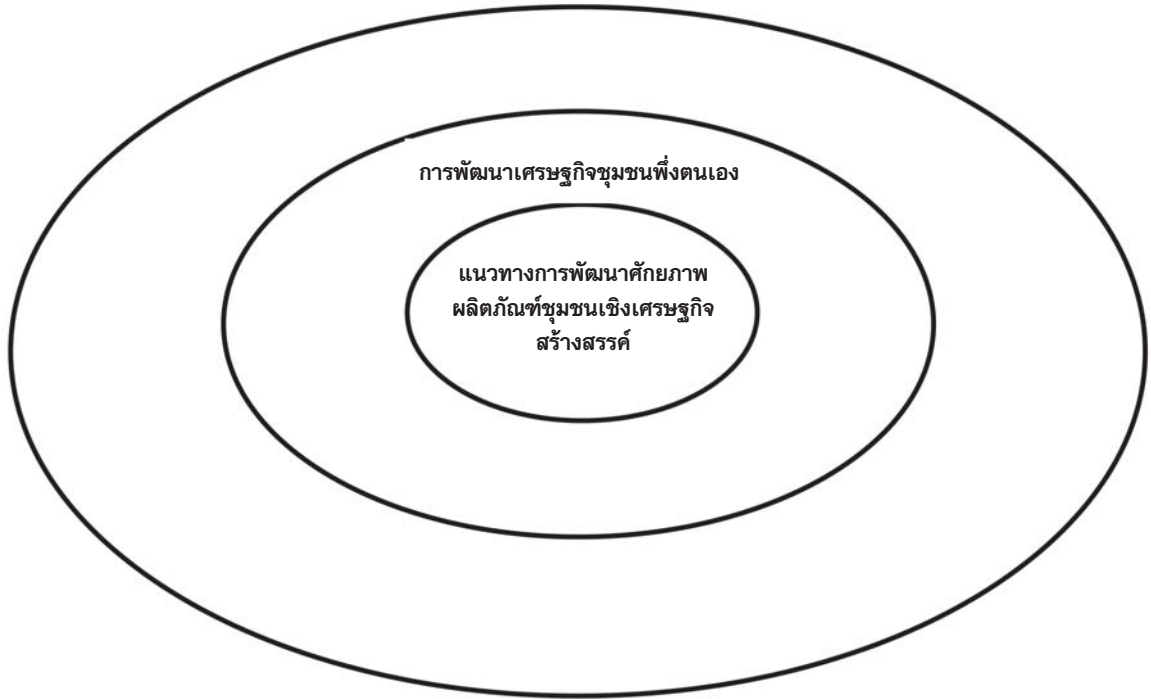 การพัฒนาเศรษฐกิจชุมชนพึ่งตนเอง
แนวทางการพัฒนาศักยภาพ
ผลิตภัณฑ์ชุมชนเชิงเศรษฐกิจ
สร้างสรรค์